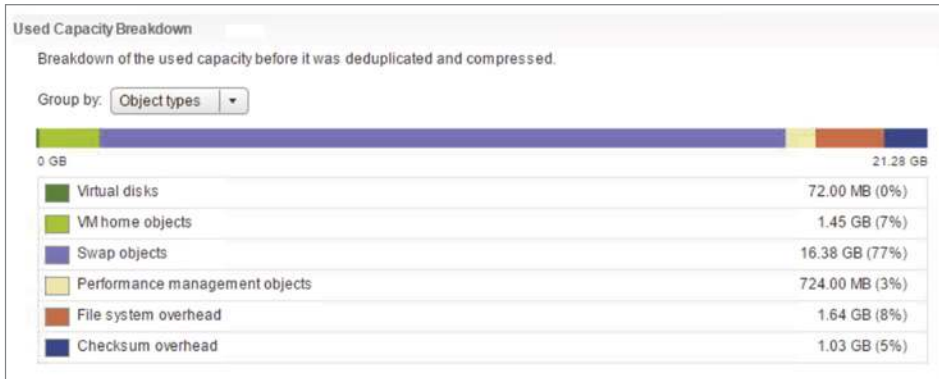 Used Capacity Breakdown
Breakdown of the used capacity before it was deduplicated and compressed.
Group by: Object types
0 GB 21.28 GB
Virtual disks 72.00 MB (0%)
VM home objects 1.45 GB (7%)
Swap objects 16.38 GB (77%)
Performance management objects 724.00 MB (3%)
File system overhead 1.64 GB (8%)
Checksum overhead 1.03 GB (5%)